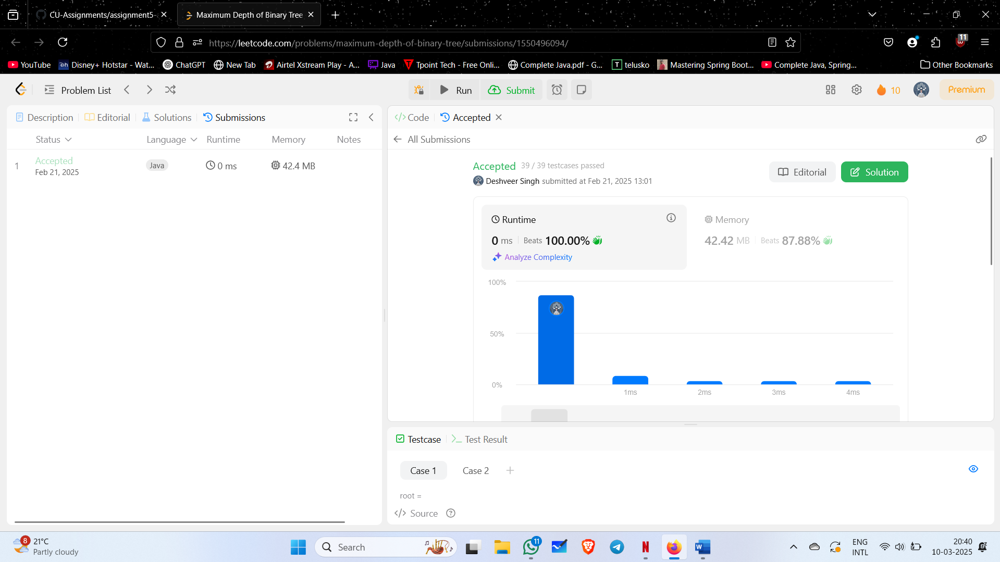 CU-Assignments/assignment5-
Maximum Depth of Binary Tree
https://leetcode.com/problems/maximum-depth-of-binary-tree/submissions/1550496094/
11
YouTube
Disney+ Hotstar - Wat...
ChatGPT
New Tab
Airtel Xstream Play - A...
Java
Tpoint Tech - Free Onli...
Complete Java.pdf - G...
T telusko
Mastering Spring Boot...
Complete Java, Spring...
Other Bookmarks
Problem List
Run
Submit
10
Premium
Description
Editorial
Solutions
Submissions
Status
Language
Runtime
Memory
Notes
1
Accepted
Feb 21, 2025
Java
0 ms
42.4 MB
</> Code
Accepted
All Submissions
Accepted 39 / 39 testcases passed
Deshveer Singh submitted at Feb 21, 2025 13:01
Editorial
Solution
Runtime
0 ms
Beats 100.00%
Analyze Complexity
Memory
42.42 MB
Beats 87.88%
100%
50%
0%
1ms
2ms
3ms
4ms
Testcase
Test Result
Case 1
Case 2
root =
</> Source
8
21°C
Partly cloudy
Search
11
ENG
INTL
20:40
10-03-2025